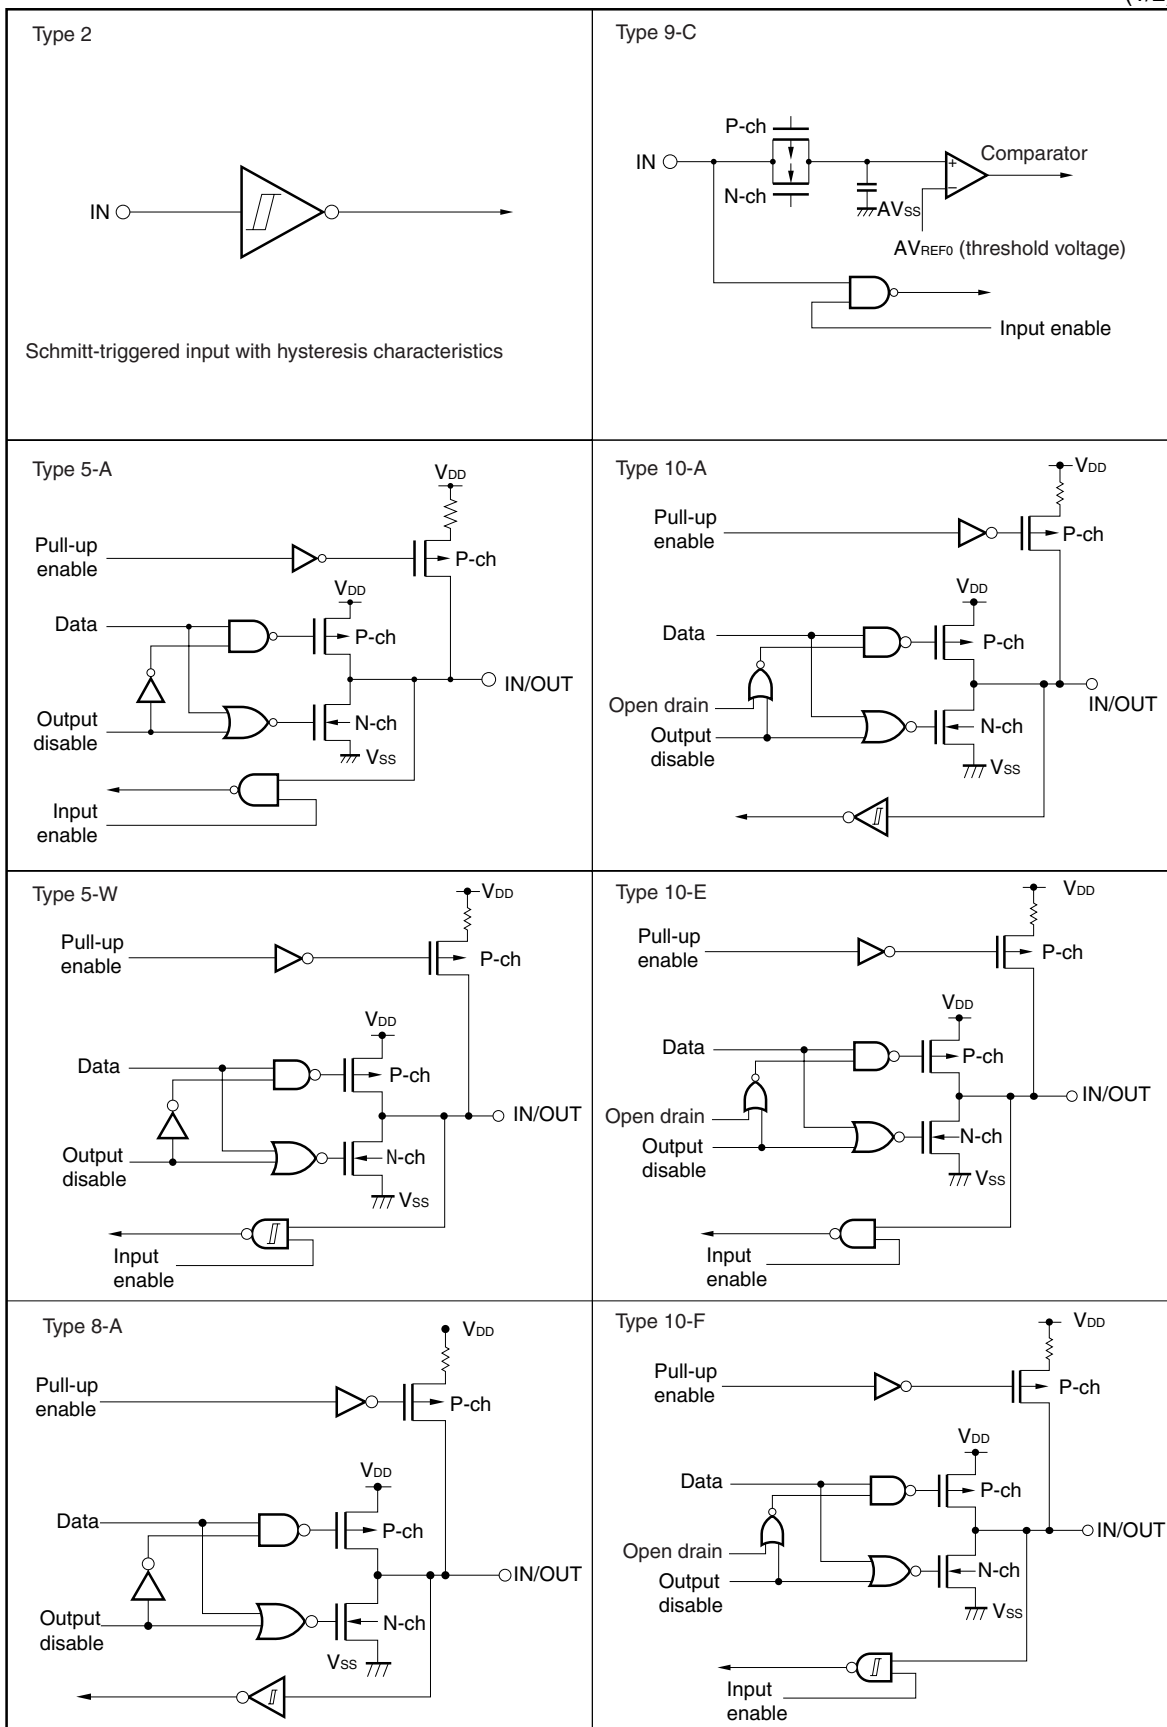 Type 2
IN
Schmitt-triggered input with hysteresis characteristics
Type 9-C
P-ch
IN
N-ch
Comparator
+
−
AVSS
AVREF0 (threshold voltage)
Input enable
Type 5-A
VDD
Pull-up
enable
P-ch
VDD
Data
P-ch
IN/OUT
Output
disable
N-ch
VSS
Input
enable
Type 10-A
VDD
Pull-up
enable
P-ch
VDD
Data
P-ch
Open drain
IN/OUT
Output
disable
N-ch
VSS
Type 5-W
VDD
Pull-up
enable
P-ch
VDD
Data
P-ch
IN/OUT
Output
disable
N-ch
VSS
Input
enable
Type 10-E
VDD
Pull-up
enable
P-ch
VDD
Data
P-ch
IN/OUT
Open drain
Output
disable
N-ch
VSS
Input
enable
Type 8-A
VDD
Pull-up
enable
P-ch
VDD
Data
P-ch
IN/OUT
Output
disable
N-ch
VSS
Type 10-F
VDD
Pull-up
enable
P-ch
VDD
Data
P-ch
IN/OUT
Open drain
Output
disable
N-ch
VSS
Input
enable